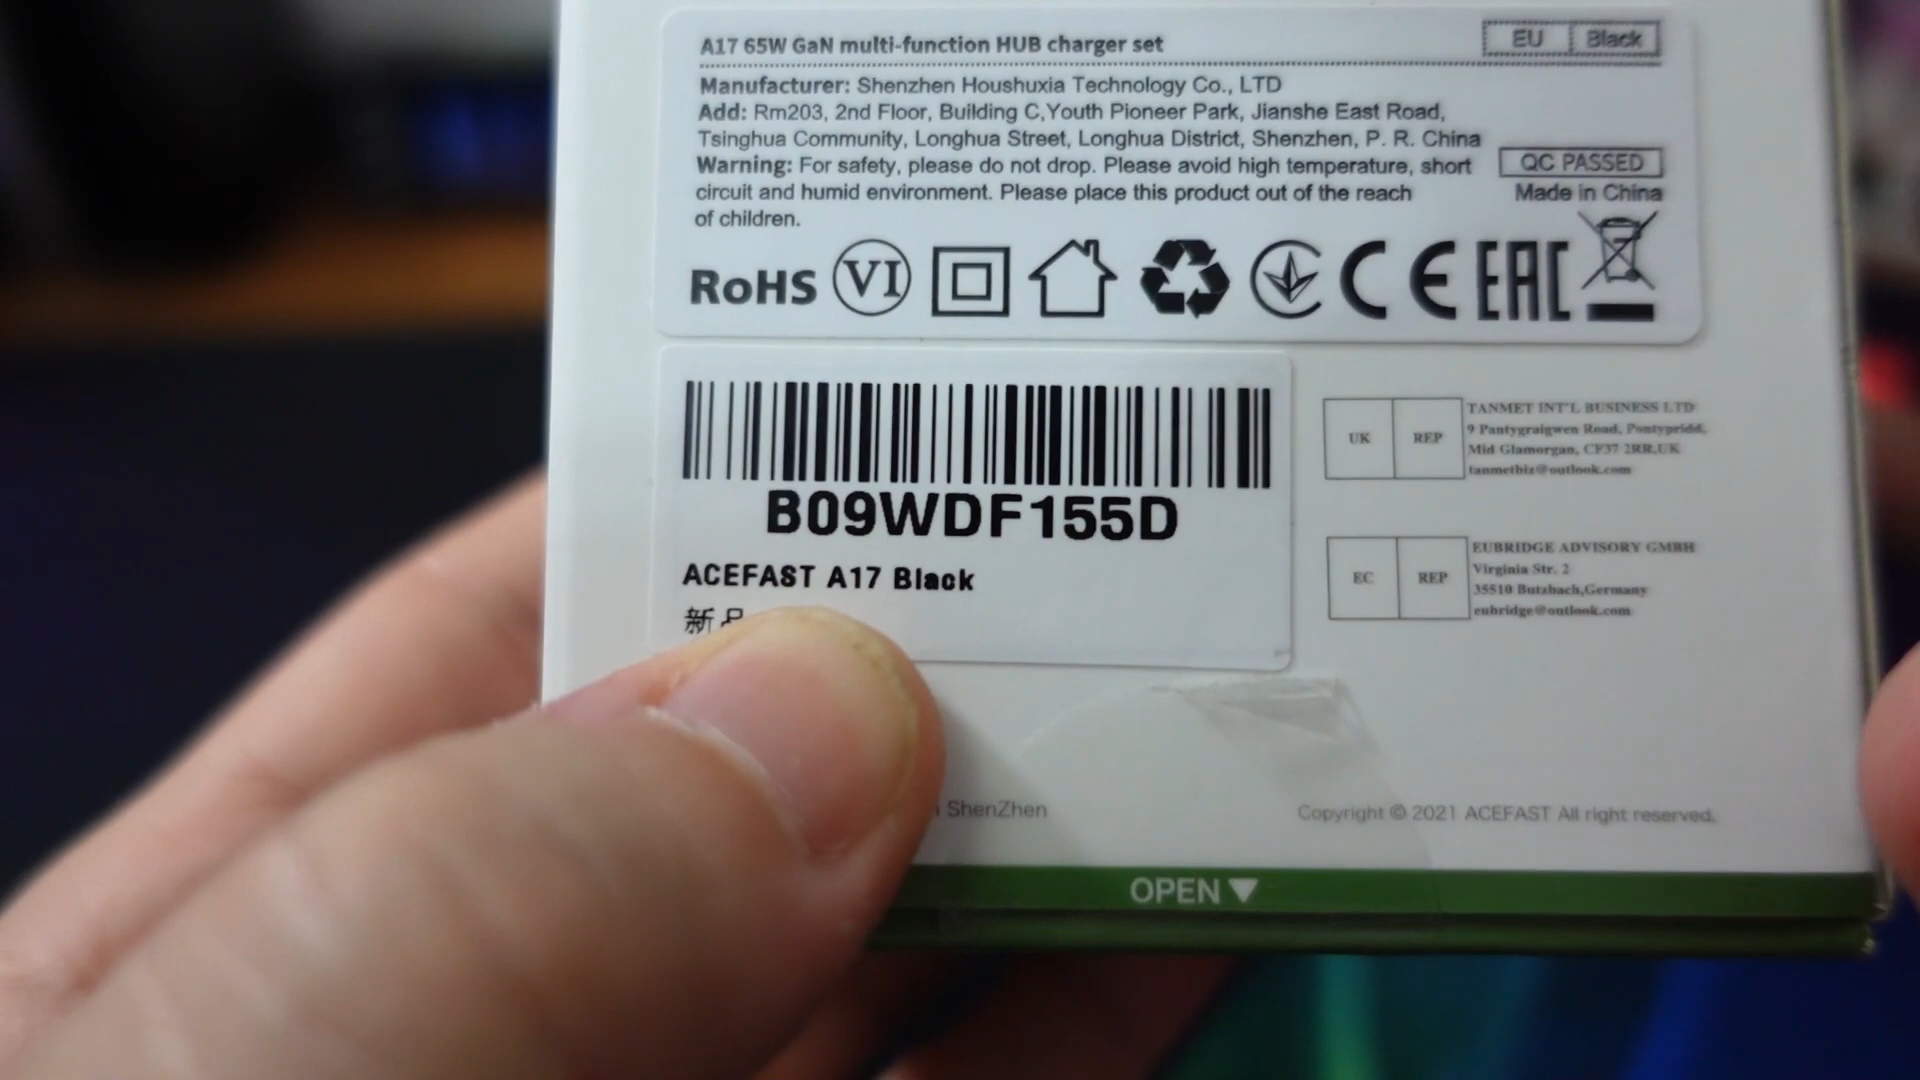 A17 65W GaN multi-function HUB charger set
EU Black
Manufacturer: Shenzhen Houshuxia Technology Co., LTD
Add: Rm203, 2nd Floor, Building C,Youth Pioneer Park, Jianshe East Road,
Tsinghua Community, Longhua Street, Longhua District, Shenzhen, P. R. China
Warning: For safety, please do not drop. Please avoid high temperature, short
circuit and humid environment. Please place this product out of the reach
of children.
QC PASSED
Made in China
RoHS VI CE EAC
B09WDF155D
ACEFAST A17 Black
新品
UK REP
TANMET INT'L BUSINESS LTD
9 Pantygraigwen Road, Pontypridd,
Mid Glamorgan, CF37 2RR,UK
tanmetbiz@outlook.com
EC REP
EUBRIDGE ADVISORY GMBH
Virginia Str. 2
35510 Butzbach,Germany
eubridge@outlook.com
ShenZhen
Copyright © 2021 ACEFAST All right reserved.
OPEN